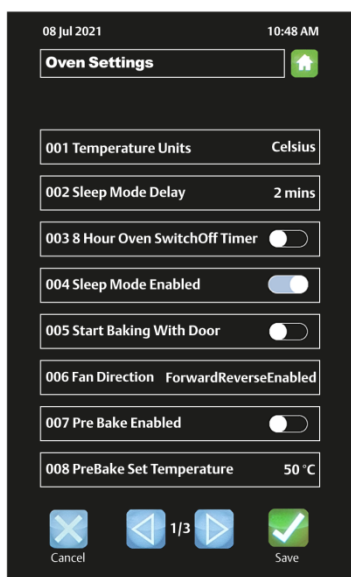 08 Jul 2021 10:48 AM
Oven Settings
001 Temperature Units Celsius
002 Sleep Mode Delay 2 mins
003 8 Hour Oven SwitchOff Timer
004 Sleep Mode Enabled
005 Start Baking With Door
006 Fan Direction ForwardReverseEnabled
007 Pre Bake Enabled
008 PreBake Set Temperature 50 °C
1/3
Cancel Save